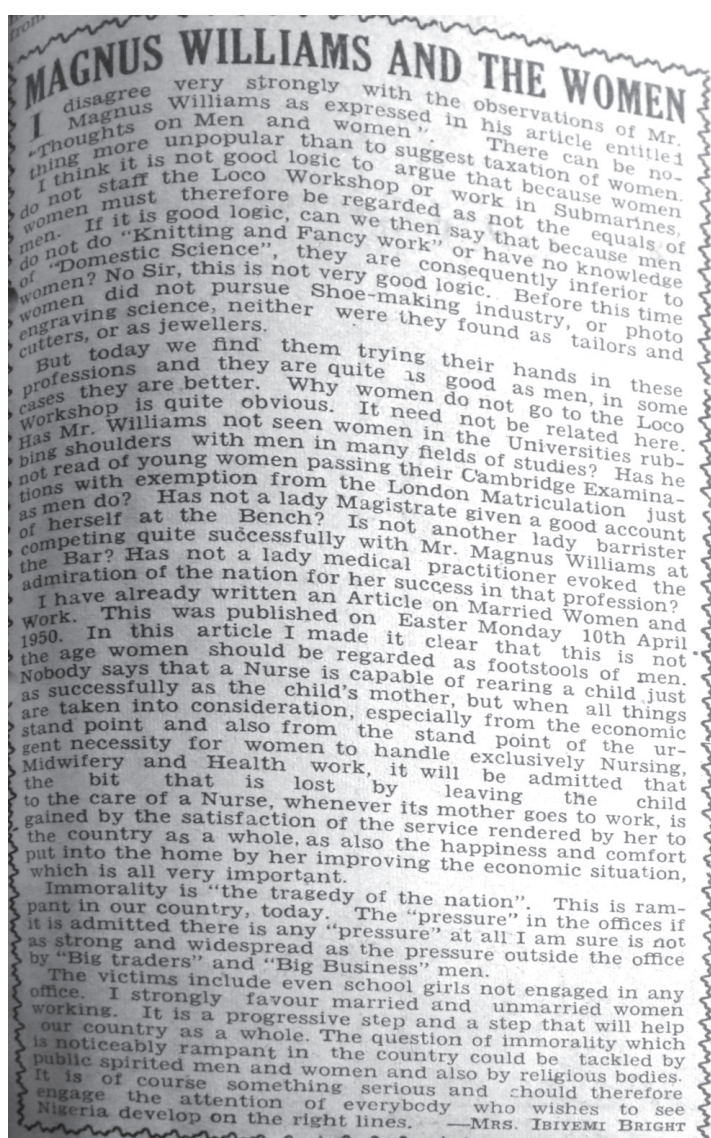 from
MAGNUS WILLIAMS AND THE WOMEN
I disagree very strongly with the observations of Mr.
Magnus Williams as expressed in his article entitled
"Thoughts on Men and women". There can be no-
thing more unpopular than to suggest taxation of women.
I think it is not good logic to argue that because women
do not staff the Loco Workshop or work in Submarines,
women must therefore be regarded as not the equals of
men. If it is good logic, can we then say that because men
do not do "Knitting and Fancy work" or have no knowledge
of "Domestic Science", they are consequently inferior to
women? No Sir, this is not very good logic. Before this time
women did not pursue Shoe-making industry, or photo
engraving science, neither were they found as tailors and
cutters, or as jewellers.
But today we find them trying their hands in these
professions and they are quite as good as men, in some
cases they are better. Why women do not go to the Loco
Workshop is quite obvious. It need not be related here.
Has Mr. Williams not seen women in the Universities rub-
bing shoulders with men in many fields of studies? Has he
not read of young women passing their Cambridge Examina-
tions with exemption from the London Matriculation just
as men do? Has not a lady Magistrate given a good account
of herself at the Bench? Is not another lady barrister
competing quite successfully with Mr. Magnus Williams at
the Bar? Has not a lady medical practitioner evoked the
admiration of the nation for her success in that profession?
I have already written an Article on Married Women and
Work. This was published on Easter Monday 10th April
1950. In this article I made it clear that this is not
the age women should be regarded as footstools of men.
Nobody says that a Nurse is capable of rearing a child just
as successfully as the child's mother, but when all things
are taken into consideration, especially from the economic
stand point and also from the stand point of the ur-
gent necessity for women to handle exclusively Nursing,
Midwifery and Health work, it will be admitted that
the bit that is lost by leaving the child
to the care of a Nurse, whenever its mother goes to work, is
gained by the satisfaction of the service rendered by her to
the country as a whole, as also the happiness and comfort
put into the home by her improving the economic situation,
which is all very important.
Immorality is "the tragedy of the nation". This is ram-
pant in our country, today. The "pressure" in the offices if
it is admitted there is any "pressure" at all I am sure is not
as strong and widespread as the pressure outside the office
by "Big traders" and "Big Business" men.
The victims include even school girls not engaged in any
office. I strongly favour married and unmarried women
working. It is a progressive step and a step that will help
our country as a whole. The question of immorality which
is noticeably rampant in the country could be tackled by
public spirited men and women and also by religious bodies.
It is of course something serious and should therefore
engage the attention of everybody who wishes to see
Nigeria develop on the right lines. —MRS. IBIYEMI BRIGHT